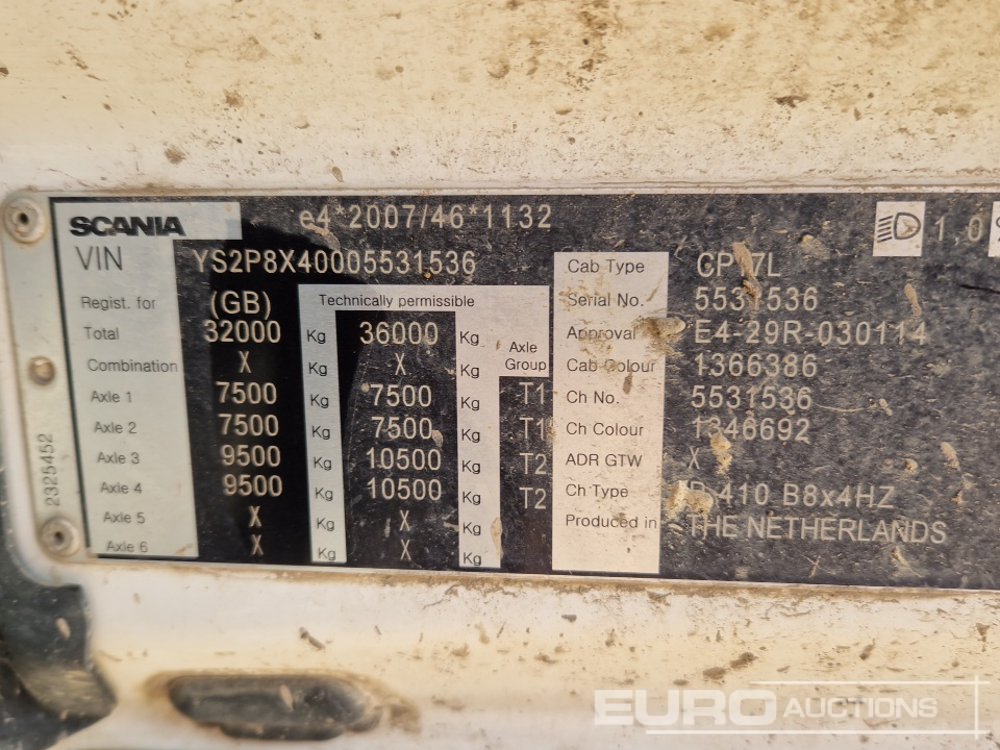 SCANIA e4*2007/46*1132 1,0
VIN YS2P8X40005531536
Regist. for (GB) Technically permissible
Total 32000 Kg 36000 Kg
Combination X Kg X Kg Axle Group
Axle 1 7500 Kg 7500 Kg T1
Axle 2 7500 Kg 7500 Kg T1
Axle 3 9500 Kg 10500 Kg T2
Axle 4 9500 Kg 10500 Kg T2
Axle 5 X Kg X Kg
Axle 6 X Kg X Kg
2325452
Cab Type
Serial No. 5531536
Approval E4-29R-030114
Cab Colour 1366386
Ch No. 5531536
Ch Colour 1346692
ADR GTW X
Ch Type 410 B8x4HZ
Produced in THE NETHERLANDS
EURO AUCTIONS